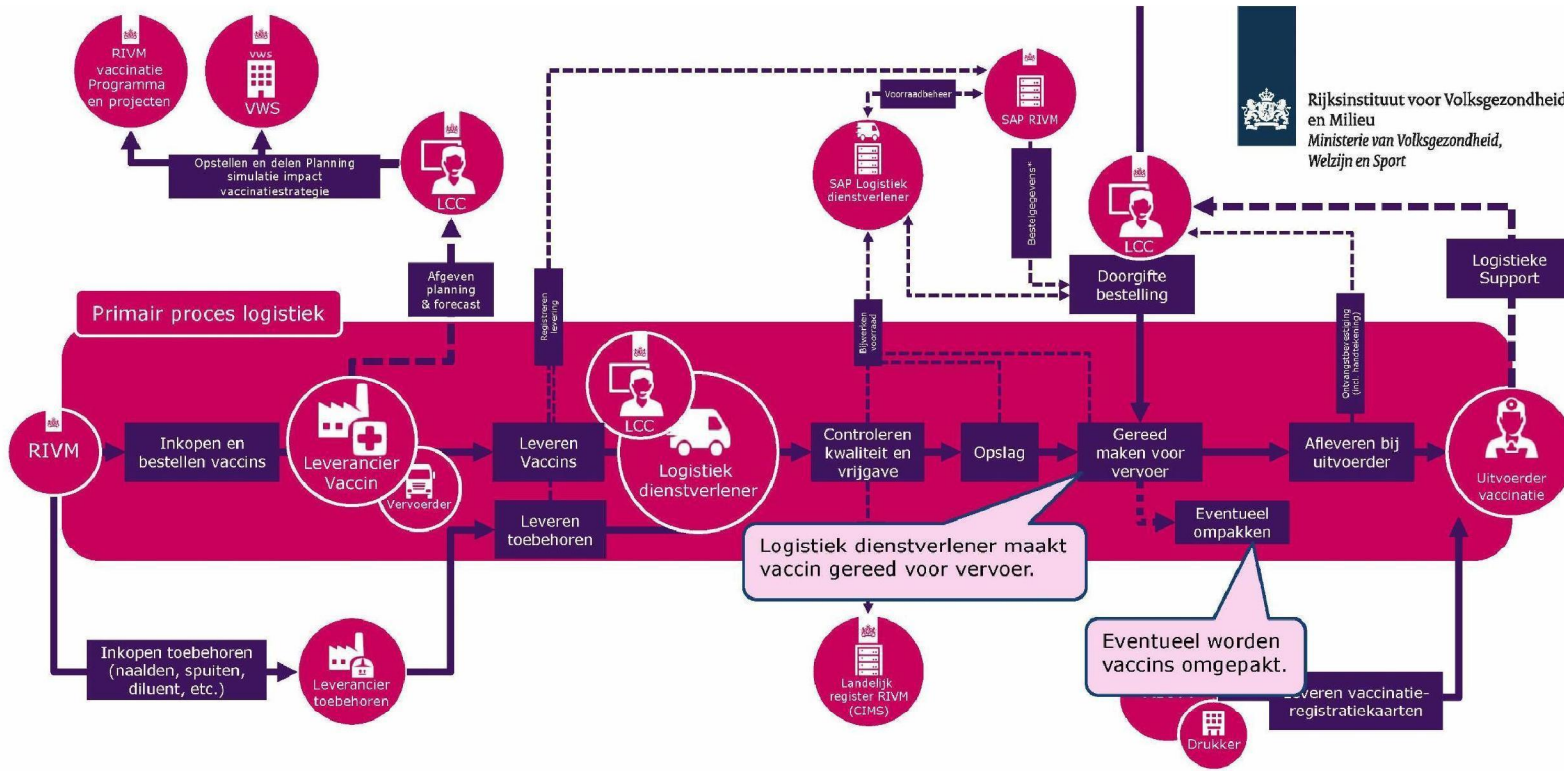 RIVM
vaccinatie
Programma
en projecten
vws
VWS
Opstellen en delen Planning
simulatie impact
vaccinatiestrategie
LCC
Afgeven
planning
& forecast
Registreren
levering
Voorraadbeheer
SAP RIVM
SAP Logistiek
dienstverlener
Bestelgegevens*
LCC
Doorgifte
bestelling
Rijksinstituut voor Volksgezondheid
en Milieu
Ministerie van Volksgezondheid,
Welzijn en Sport
Logistieke
Support
Primair proces logistiek
Bijwerken
voorraad
Ontvangstbevestiging
(incl. handtekening)
RIVM
Inkopen en
bestellen vaccins
Leverancier
Vaccin
Vervoerder
Leveren
Vaccins
LCC
Logistiek
dienstverlener
Controleren
kwaliteit en
vrijgave
Opslag
Gereed
maken voor
vervoer
Afleveren bij
uitvoerder
Uitvoerder
vaccinatie
Leveren
toebehoren
Eventueel
ompakken
Logistiek dienstverlener maakt
vaccin gereed voor vervoer.
Eventueel worden
vaccins omgepakt.
Inkopen toebehoren
(naalden, spuiten,
diluent, etc.)
Leverancier
toebehoren
Landelijk
register RIVM
(CIMS)
Leveren vaccinatie-
registratiekaarten
Drukker